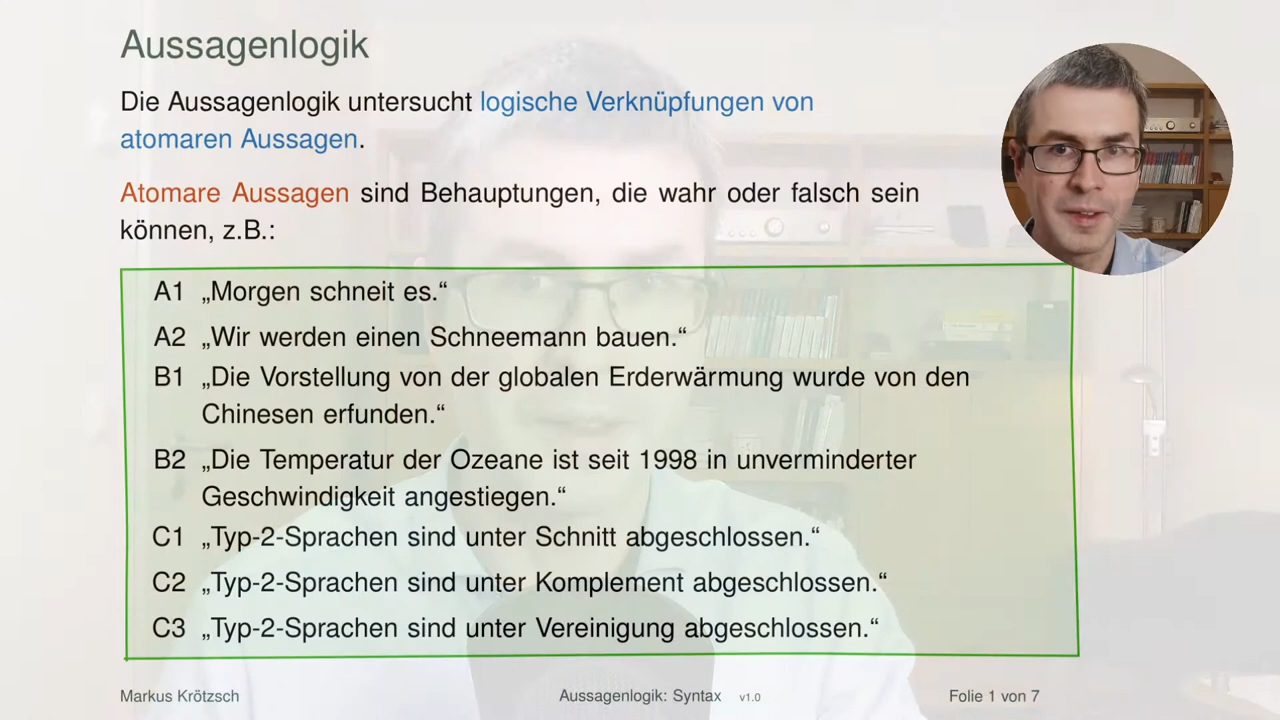 Aussagenlogik
Die Aussagenlogik untersucht logische Verknüpfungen von
atomaren Aussagen.
Atomare Aussagen sind Behauptungen, die wahr oder falsch sein
können, z.B.:
A1 „Morgen schneit es.“
A2 „Wir werden einen Schneemann bauen.“
B1 „Die Vorstellung von der globalen Erderwärmung wurde von den
Chinesen erfunden.“
B2 „Die Temperatur der Ozeane ist seit 1998 in unverminderter
Geschwindigkeit angestiegen.“
C1 „Typ-2-Sprachen sind unter Schnitt abgeschlossen.“
C2 „Typ-2-Sprachen sind unter Komplement abgeschlossen.“
C3 „Typ-2-Sprachen sind unter Vereinigung abgeschlossen.“
Markus Krötzsch Aussagenlogik: Syntax v1.0 Folie 1 von 7